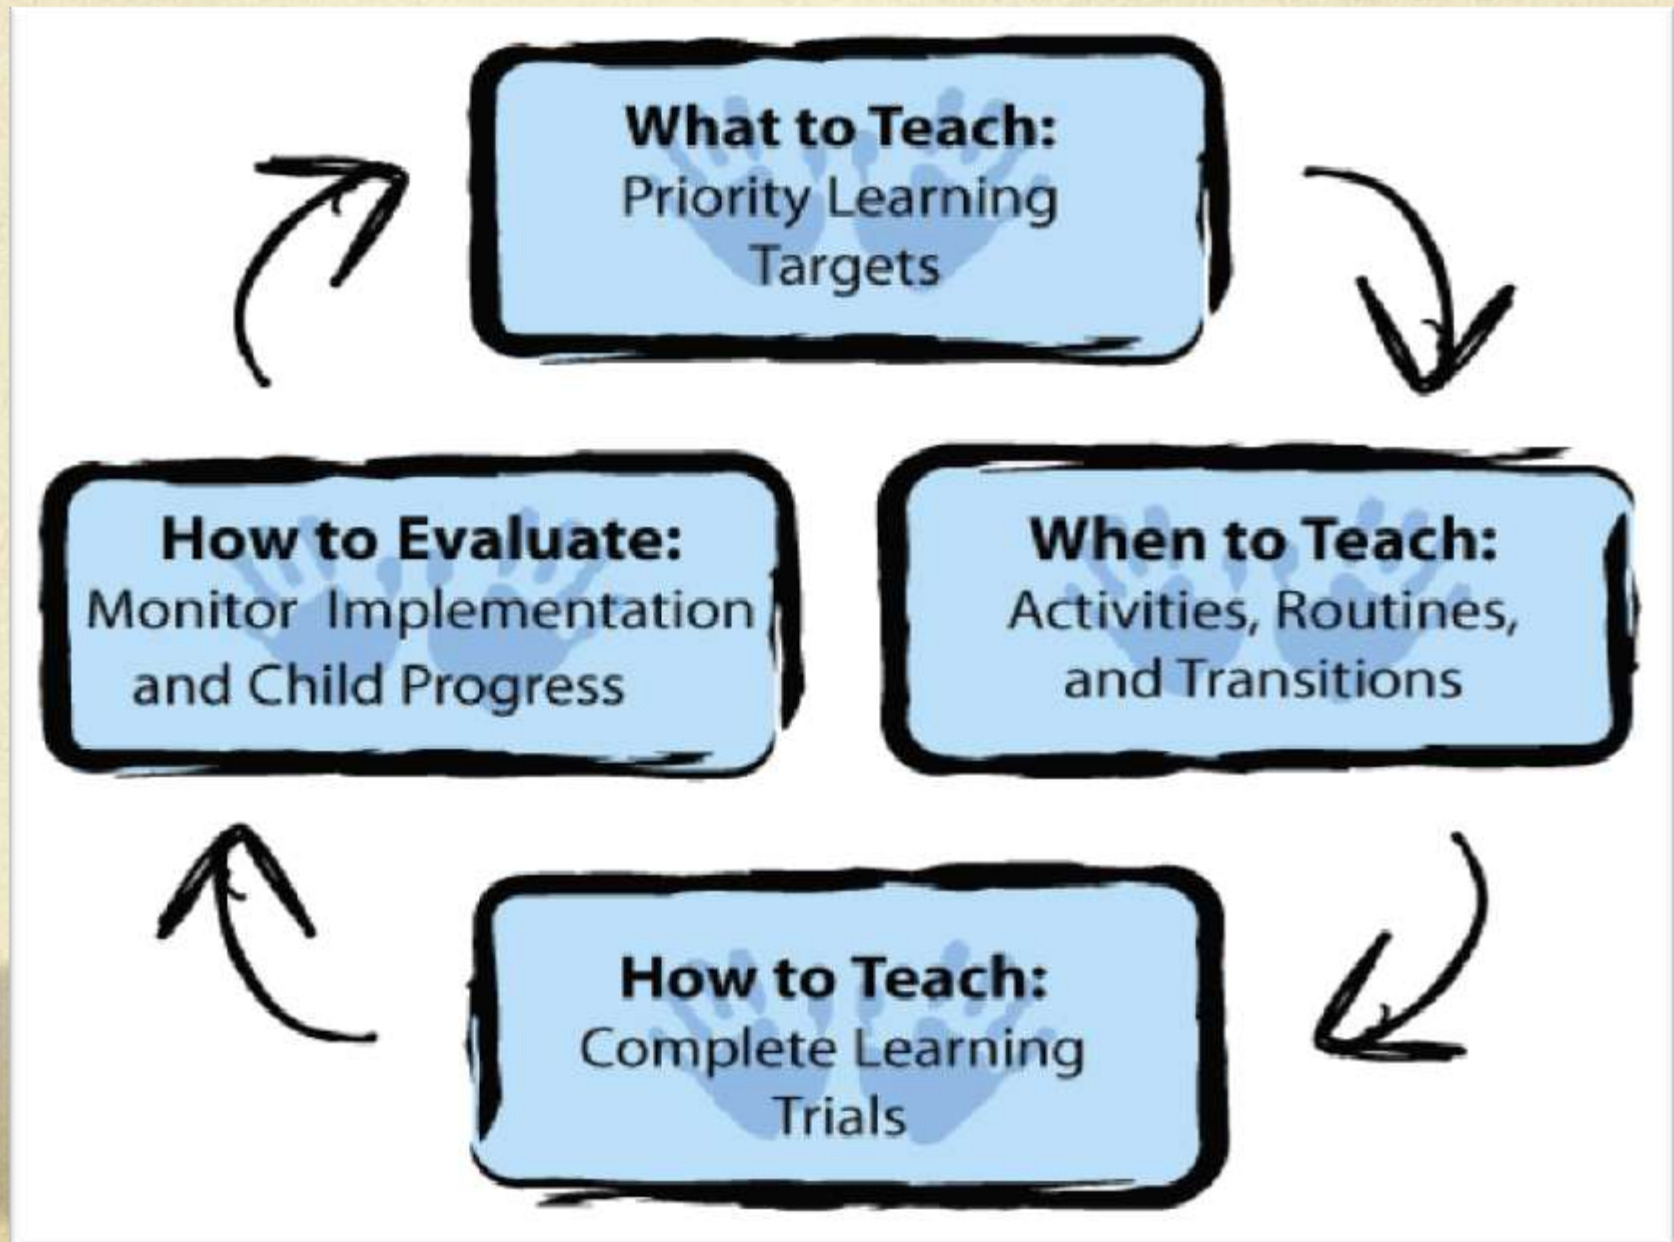 What to Teach:
Priority Learning
Targets
When to Teach:
Activities, Routines,
and Transitions
How to Teach:
Complete Learning
Trials
How to Evaluate:
Monitor Implementation
and Child Progress